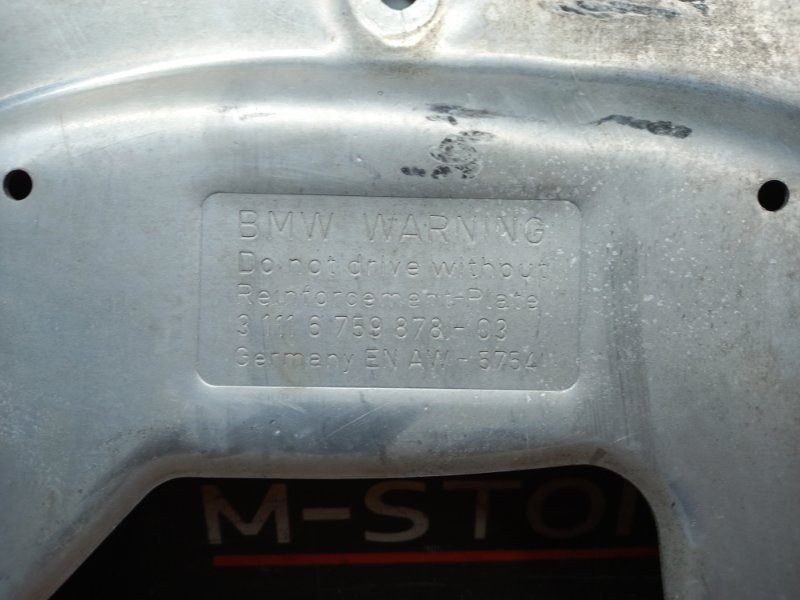 BMW WARNING
Do not drive without
Reinforcement-Plate
3 111 6 759 878 - 03
Germany EN AW - 5754
M-STO